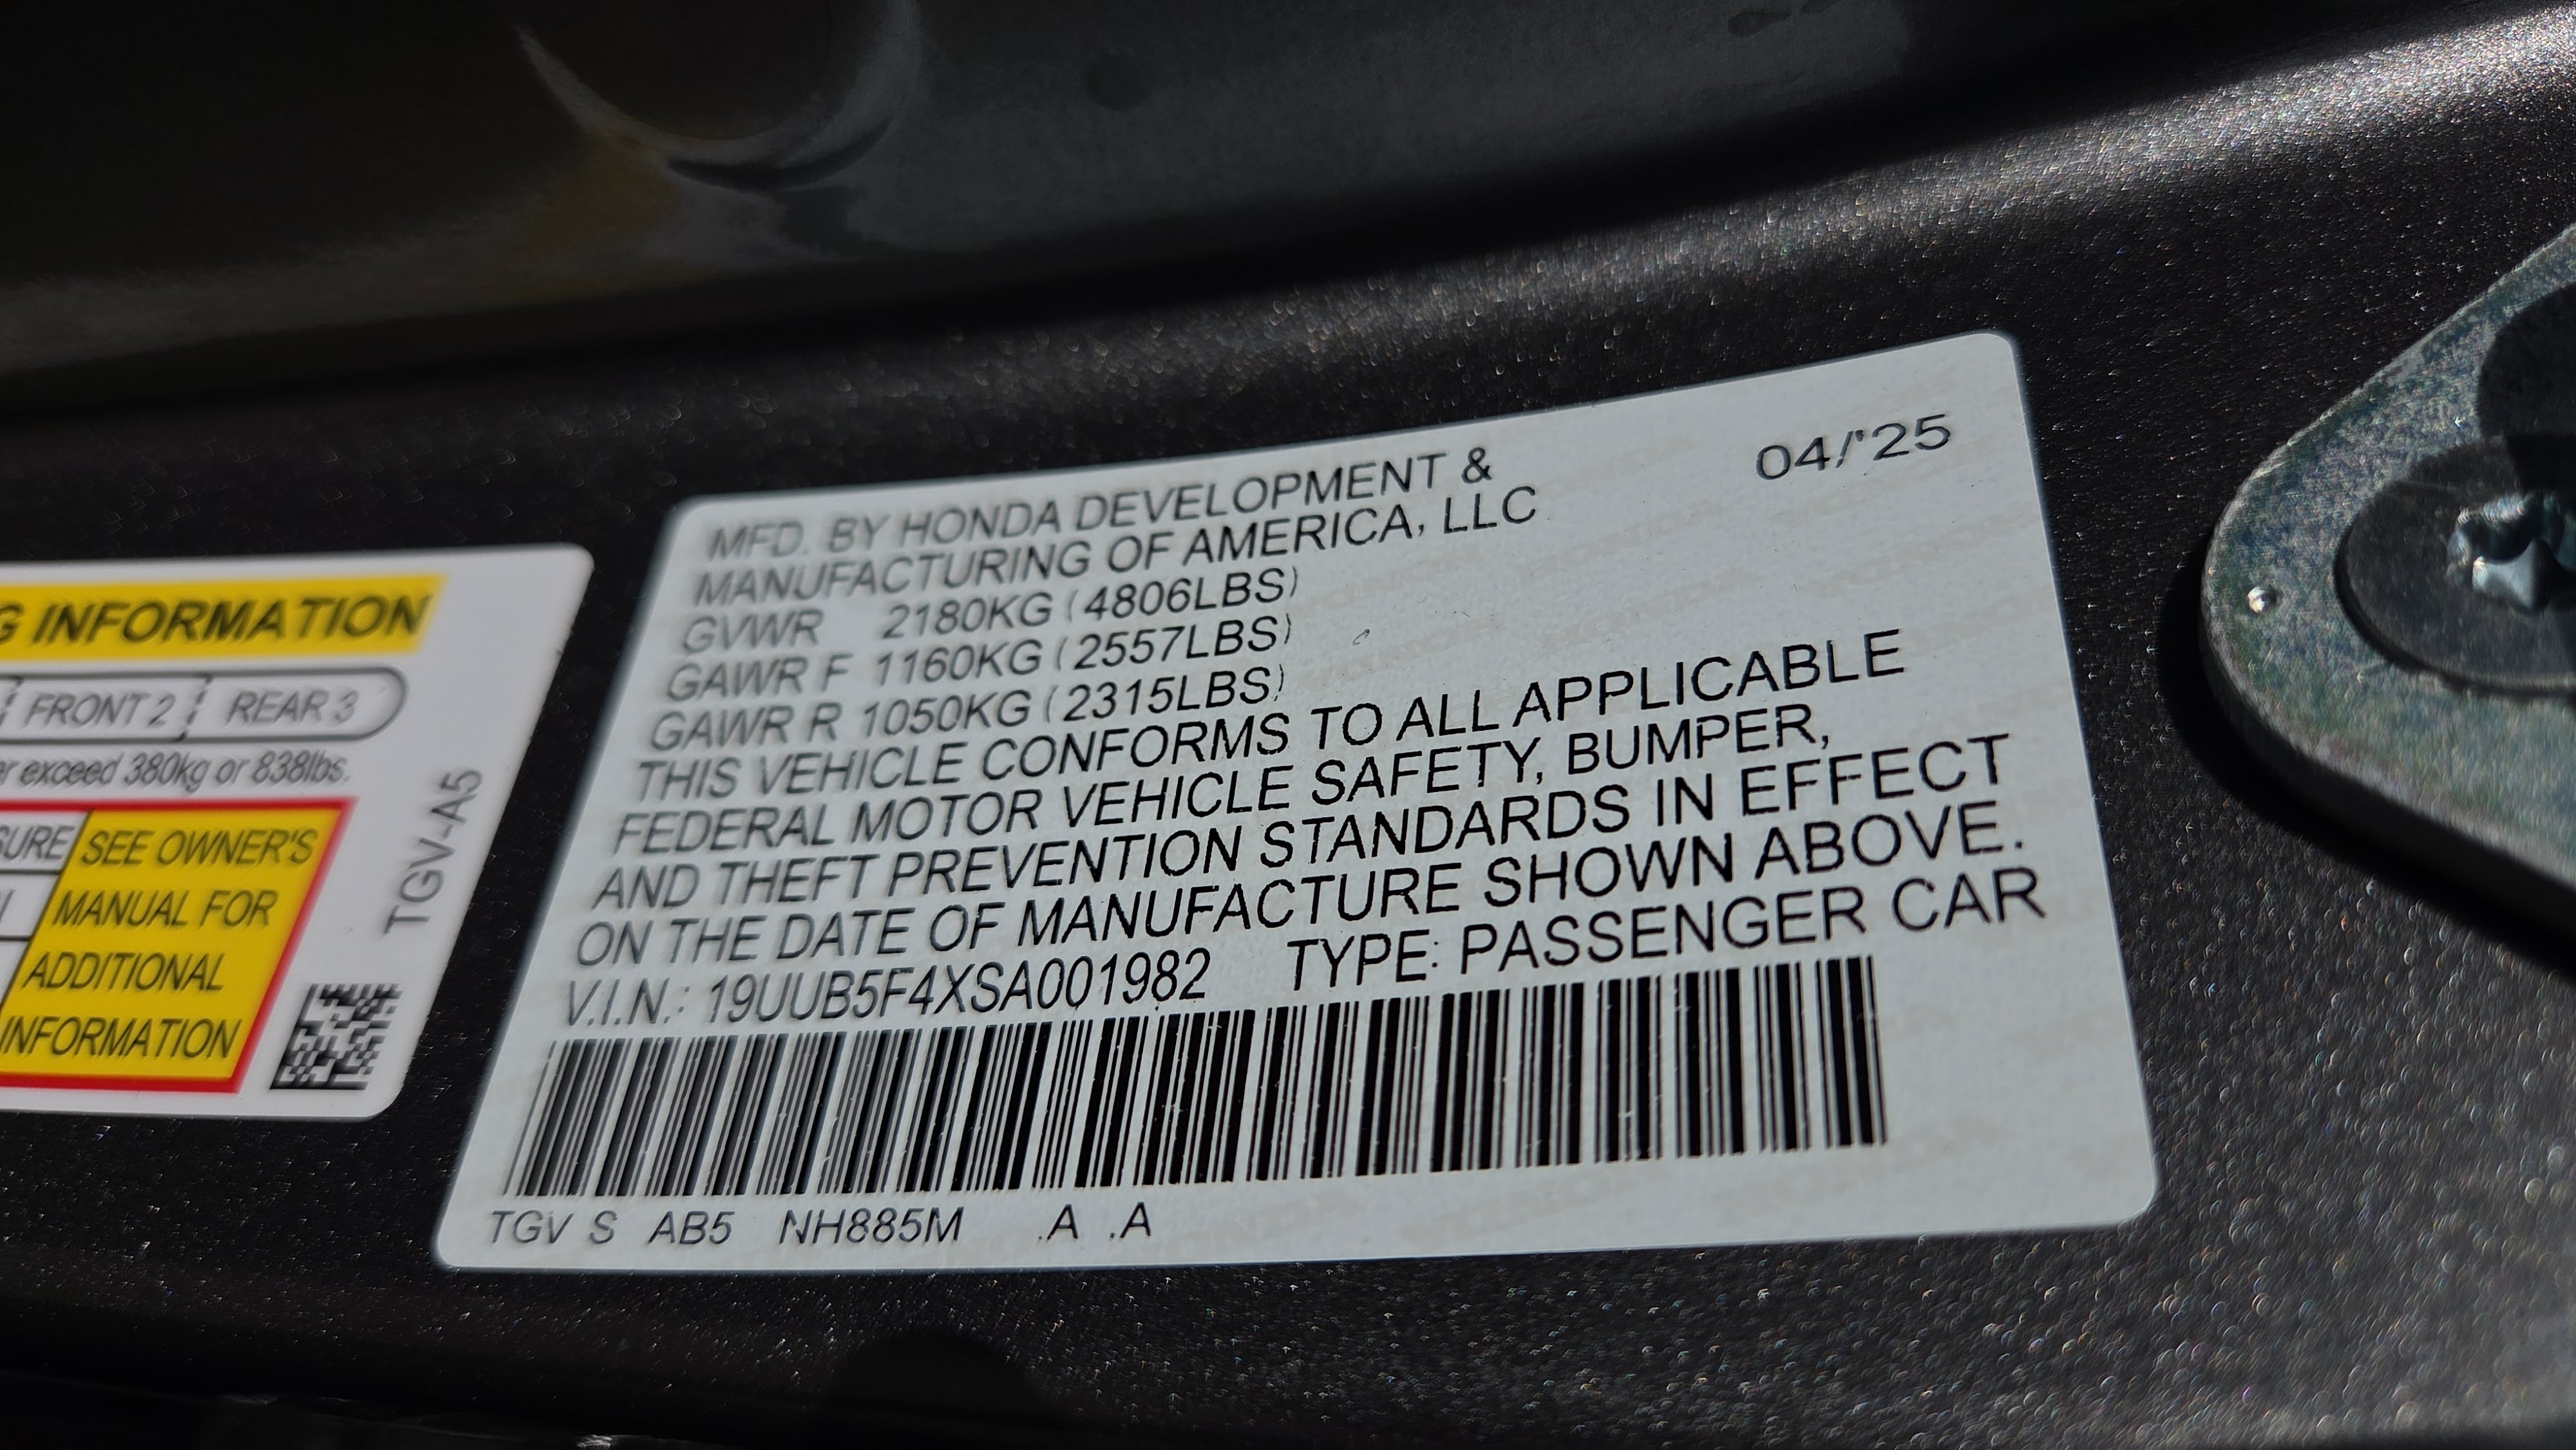 G INFORMATION
FRONT 2 REAR 3
er exceed 380kg or 838lbs.
SURE SEE OWNER'S
MANUAL FOR
ADDITIONAL
INFORMATION
TGV-A5
04/'25
MFD. BY HONDA DEVELOPMENT &
MANUFACTURING OF AMERICA, LLC
GVWR 2180KG (4806LBS)
GAWR F 1160KG (2557LBS)
GAWR R 1050KG (2315LBS)
THIS VEHICLE CONFORMS TO ALL APPLICABLE
FEDERAL MOTOR VEHICLE SAFETY, BUMPER,
AND THEFT PREVENTION STANDARDS IN EFFECT
ON THE DATE OF MANUFACTURE SHOWN ABOVE.
V.I.N.: 19UUB5F4XSA001982 TYPE: PASSENGER CAR
TGV S AB5 NH885M .A .A